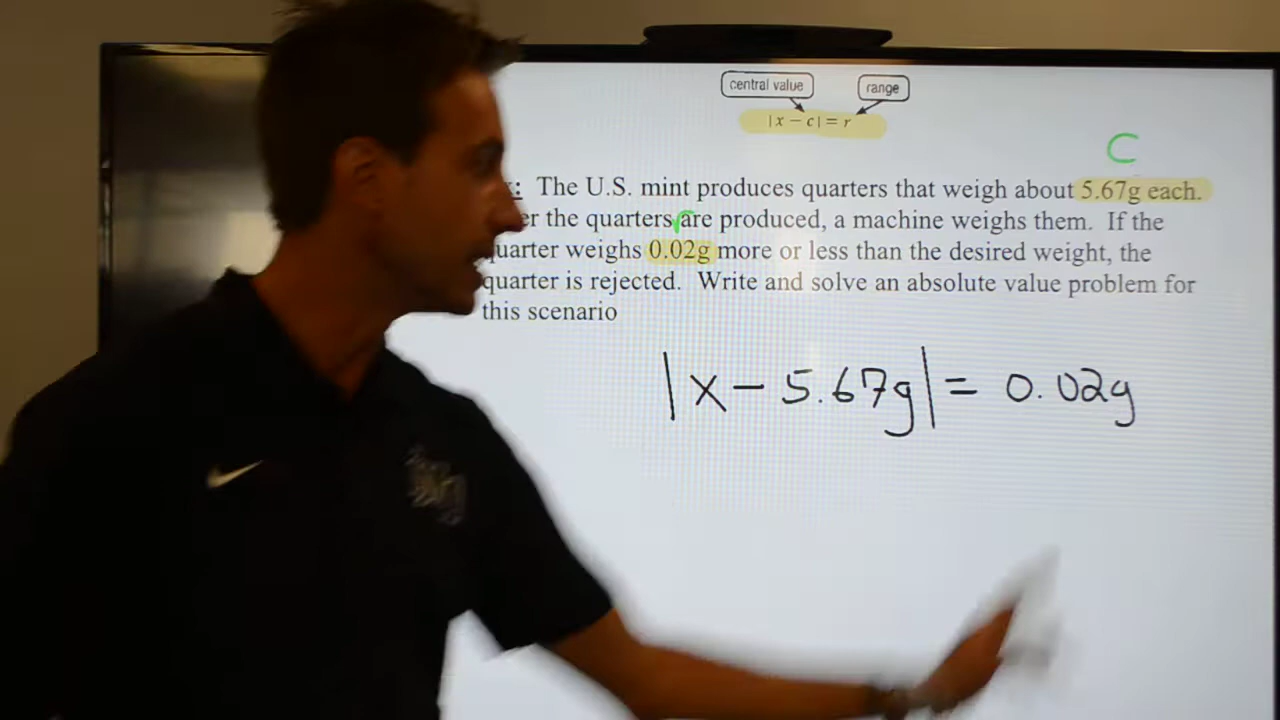 central value
range
|x − c| = r
C
: The U.S. mint produces quarters that weigh about 5.67g each.
the quarters are produced, a machine weighs them. If the
quarter weighs 0.02g more or less than the desired weight, the
quarter is rejected. Write and solve an absolute value problem for
this scenario
|x − 5.67g| = 0.02g